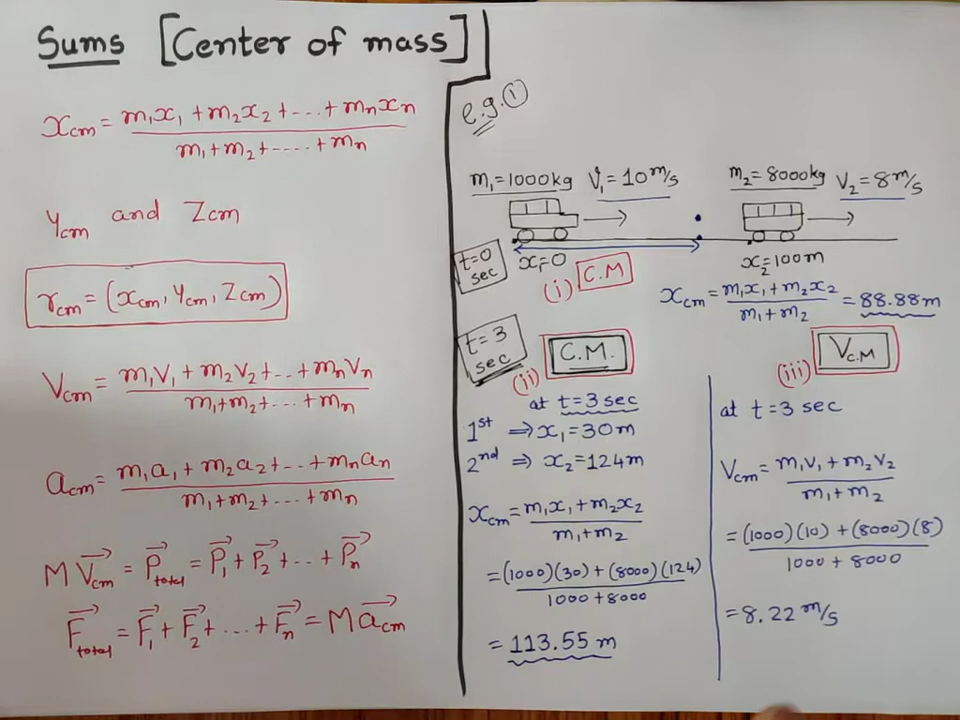 Sums [Center of mass]
xcm = m₁x₁ + m₂x₂ + ... + mₙxₙ / m₁+m₂+....+mₙ
ycm and Zcm
rcm = (xcm, ycm, Zcm)
Vcm = m₁V₁ + m₂V₂ + ... + mₙVₙ / m₁+m₂+...+mₙ
acm = m₁a₁ + m₂a₂ + ... + mₙaₙ / m₁+m₂+...+mₙ
M V⃗cm = P⃗total = P⃗₁ + P⃗₂ + ... + P⃗ₙ
F⃗total = F⃗₁ + F⃗₂ + ... + F⃗ₙ = M a⃗cm
e.g. ①
m₁=1000kg V₁=10m/s
m₂=8000kg V₂=8m/s
t=0 sec
x₁=0
x₂=100m
(i) C.M
xcm = m₁x₁+m₂x₂ / m₁+m₂ = 88.88m
t=3 sec
(ii) C.M.
at t=3 sec
1st ⇒ x₁=30m
2nd ⇒ x₂=124m
xcm = m₁x₁+m₂x₂ / m₁+m₂
= (1000)(30) + (8000)(124) / 1000+8000
= 113.55 m
(iii) VC.M
at t=3 sec
Vcm = m₁V₁ + m₂V₂ / m₁+m₂
= (1000)(10) + (8000)(8) / 1000+8000
= 8.22 m/s